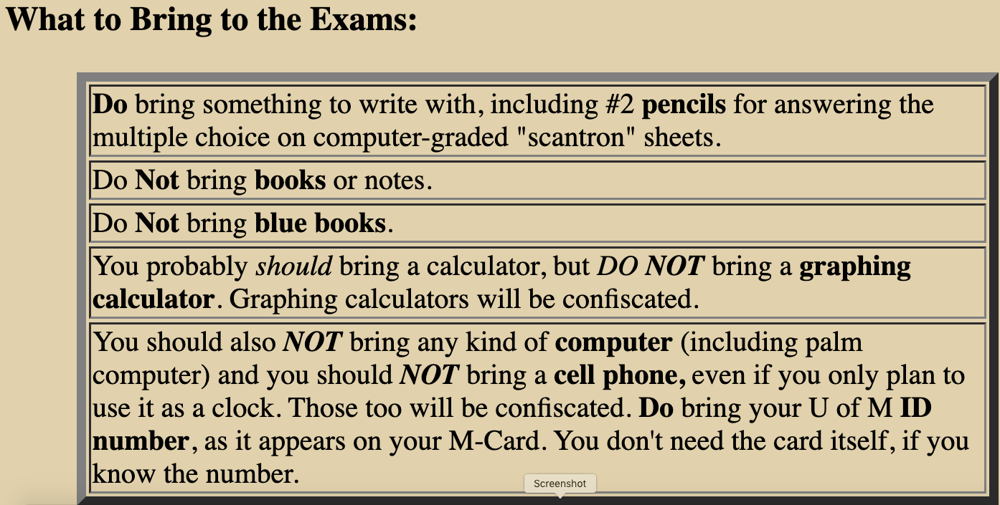 What to Bring to the Exams:
Do bring something to write with, including #2 pencils for answering the
multiple choice on computer-graded "scantron" sheets.
Do Not bring books or notes.
Do Not bring blue books.
You probably should bring a calculator, but DO NOT bring a graphing
calculator. Graphing calculators will be confiscated.
You should also NOT bring any kind of computer (including palm
computer) and you should NOT bring a cell phone, even if you only plan to
use it as a clock. Those too will be confiscated. Do bring your U of M ID
number, as it appears on your M-Card. You don't need the card itself, if you
know the number.
Screenshot